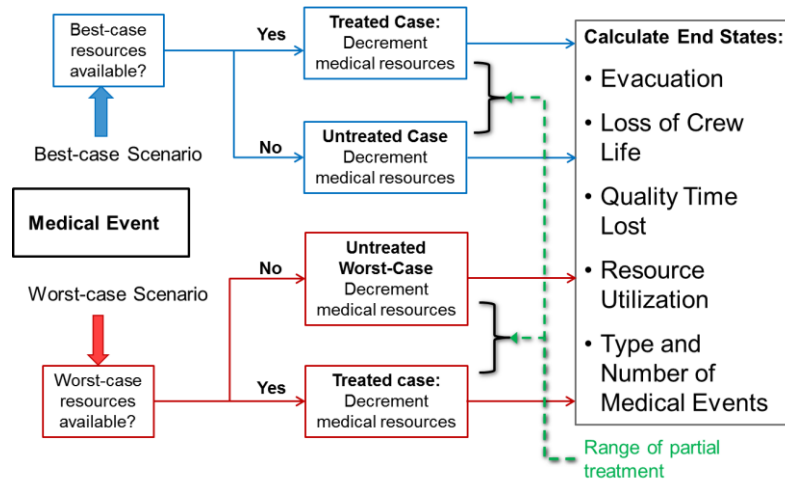 Best-case
resources
available?
Yes
Treated Case:
Decrement
medical resources
No
Untreated Case
Decrement
medical resources
Best-case Scenario
Medical Event
Worst-case Scenario
Worst-case
resources
available?
No
Untreated
Worst-Case
Decrement
medical resources
Yes
Treated case:
Decrement
medical resources
Calculate End States:
• Evacuation
• Loss of Crew
Life
• Quality Time
Lost
• Resource
Utilization
• Type and
Number of
Medical Events
Range of partial
treatment